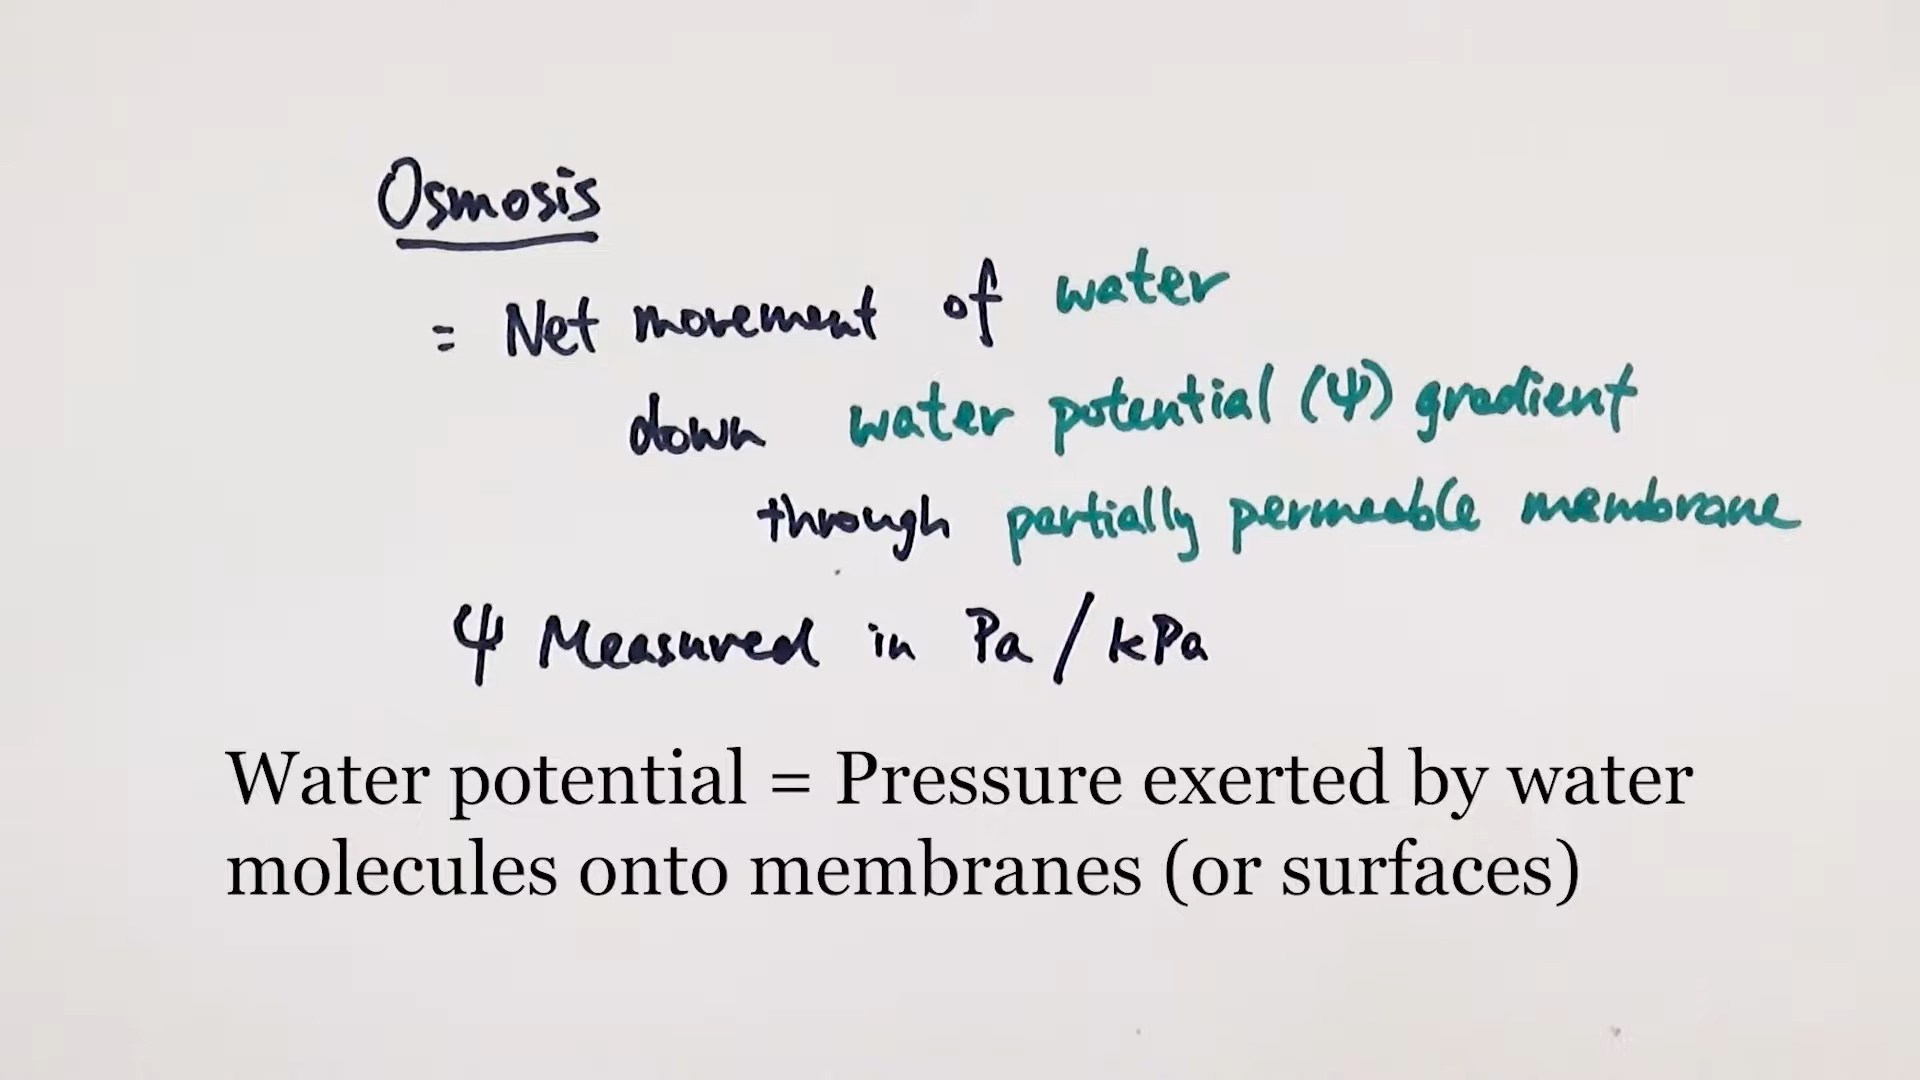 Osmosis
= Net movement of water
down water potential (Ψ) gradient
through partially permeable membrane
Ψ Measured in Pa / kPa
Water potential = Pressure exerted by water
molecules onto membranes (or surfaces)